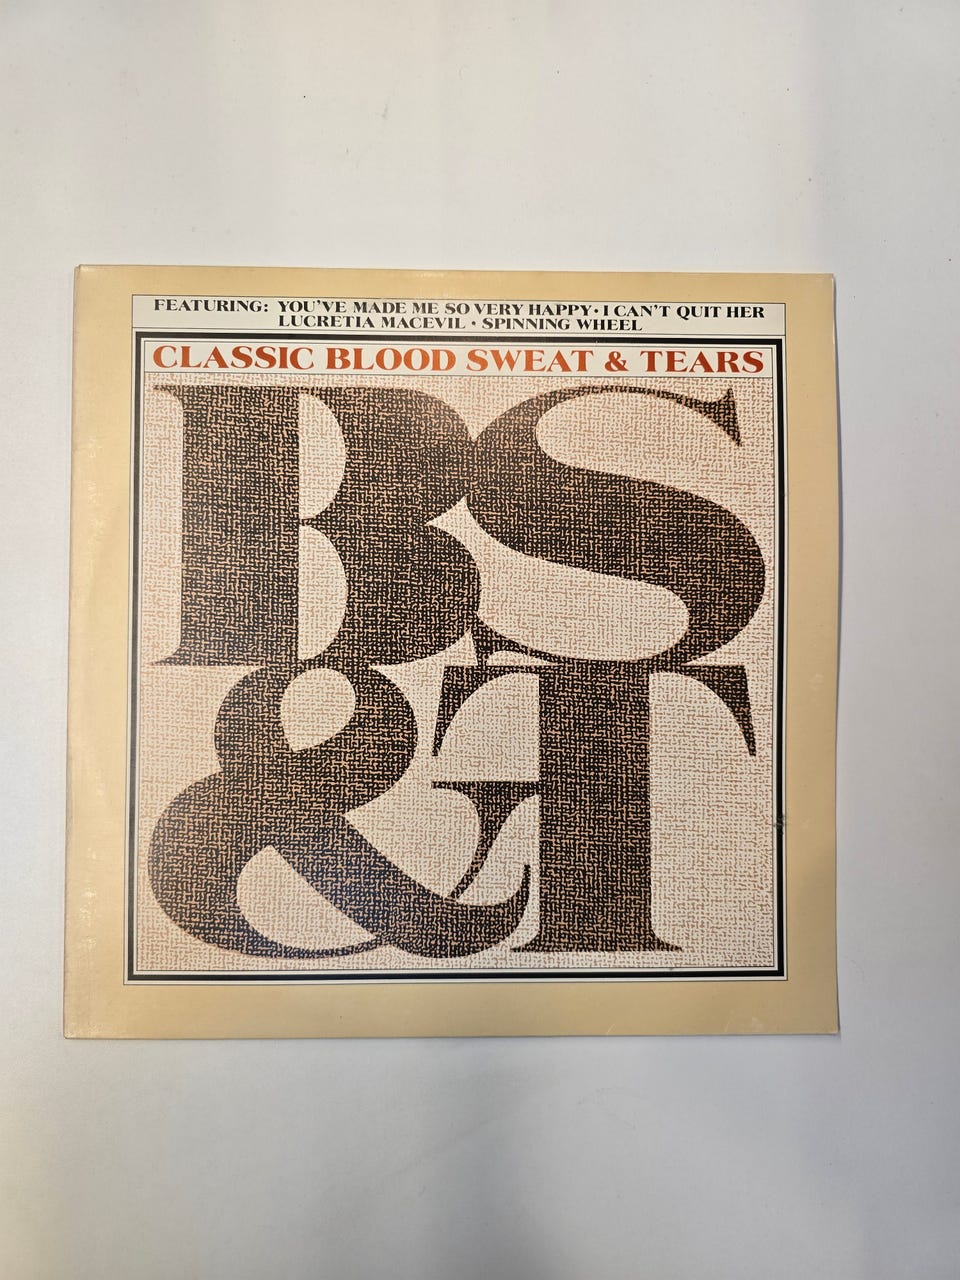 FEATURING: YOU'VE MADE ME SO VERY HAPPY • I CAN'T QUIT HER
LUCRETIA MACEVIL • SPINNING WHEEL
CLASSIC BLOOD SWEAT & TEARS
BS
&T